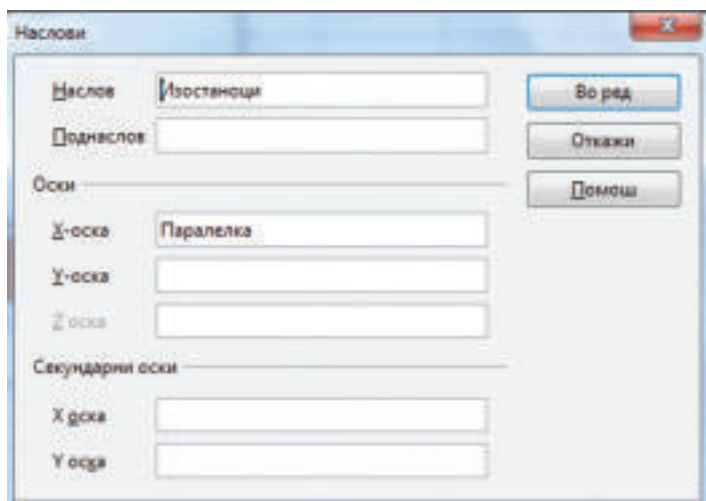 Наслови
Наслов Изостаноци Во ред
Поднаслов Откажи
Оски Помош
X-оска Паралелка
Y-оска
Z оска
Секундарни оски
X оска
Y оска